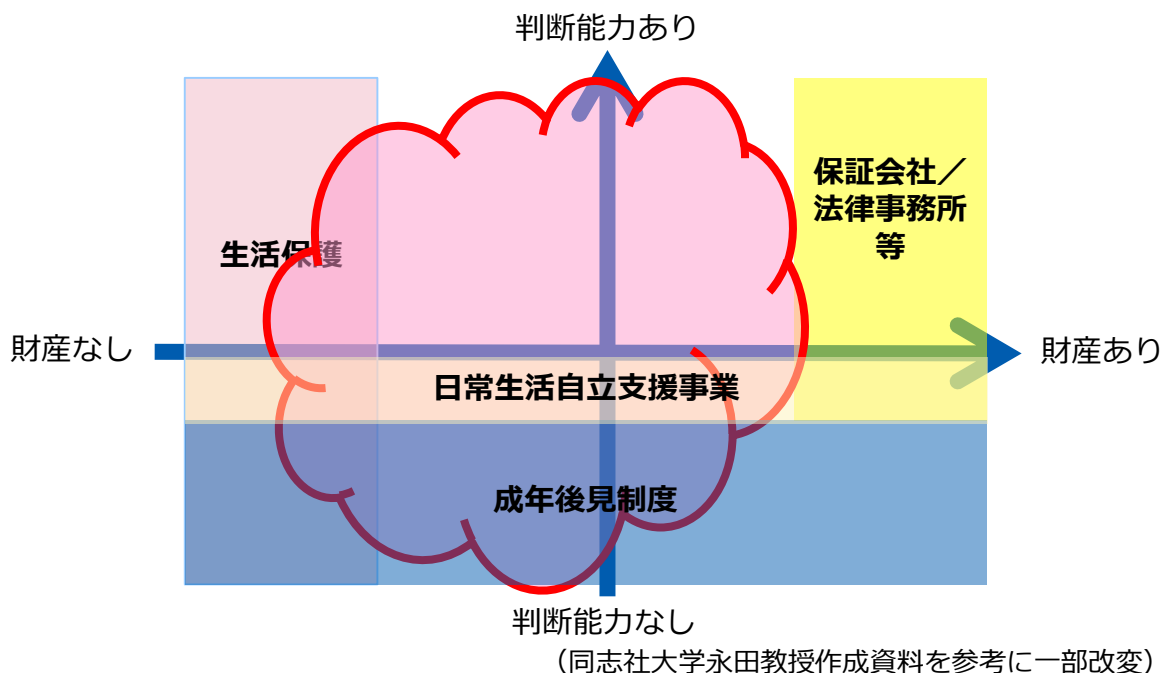 判断能力あり
保証会社／
法律事務所
等
生活保護
財産なし
財産あり
日常生活自立支援事業
成年後見制度
判断能力なし
（同志社大学永田教授作成資料を参考に一部改変）